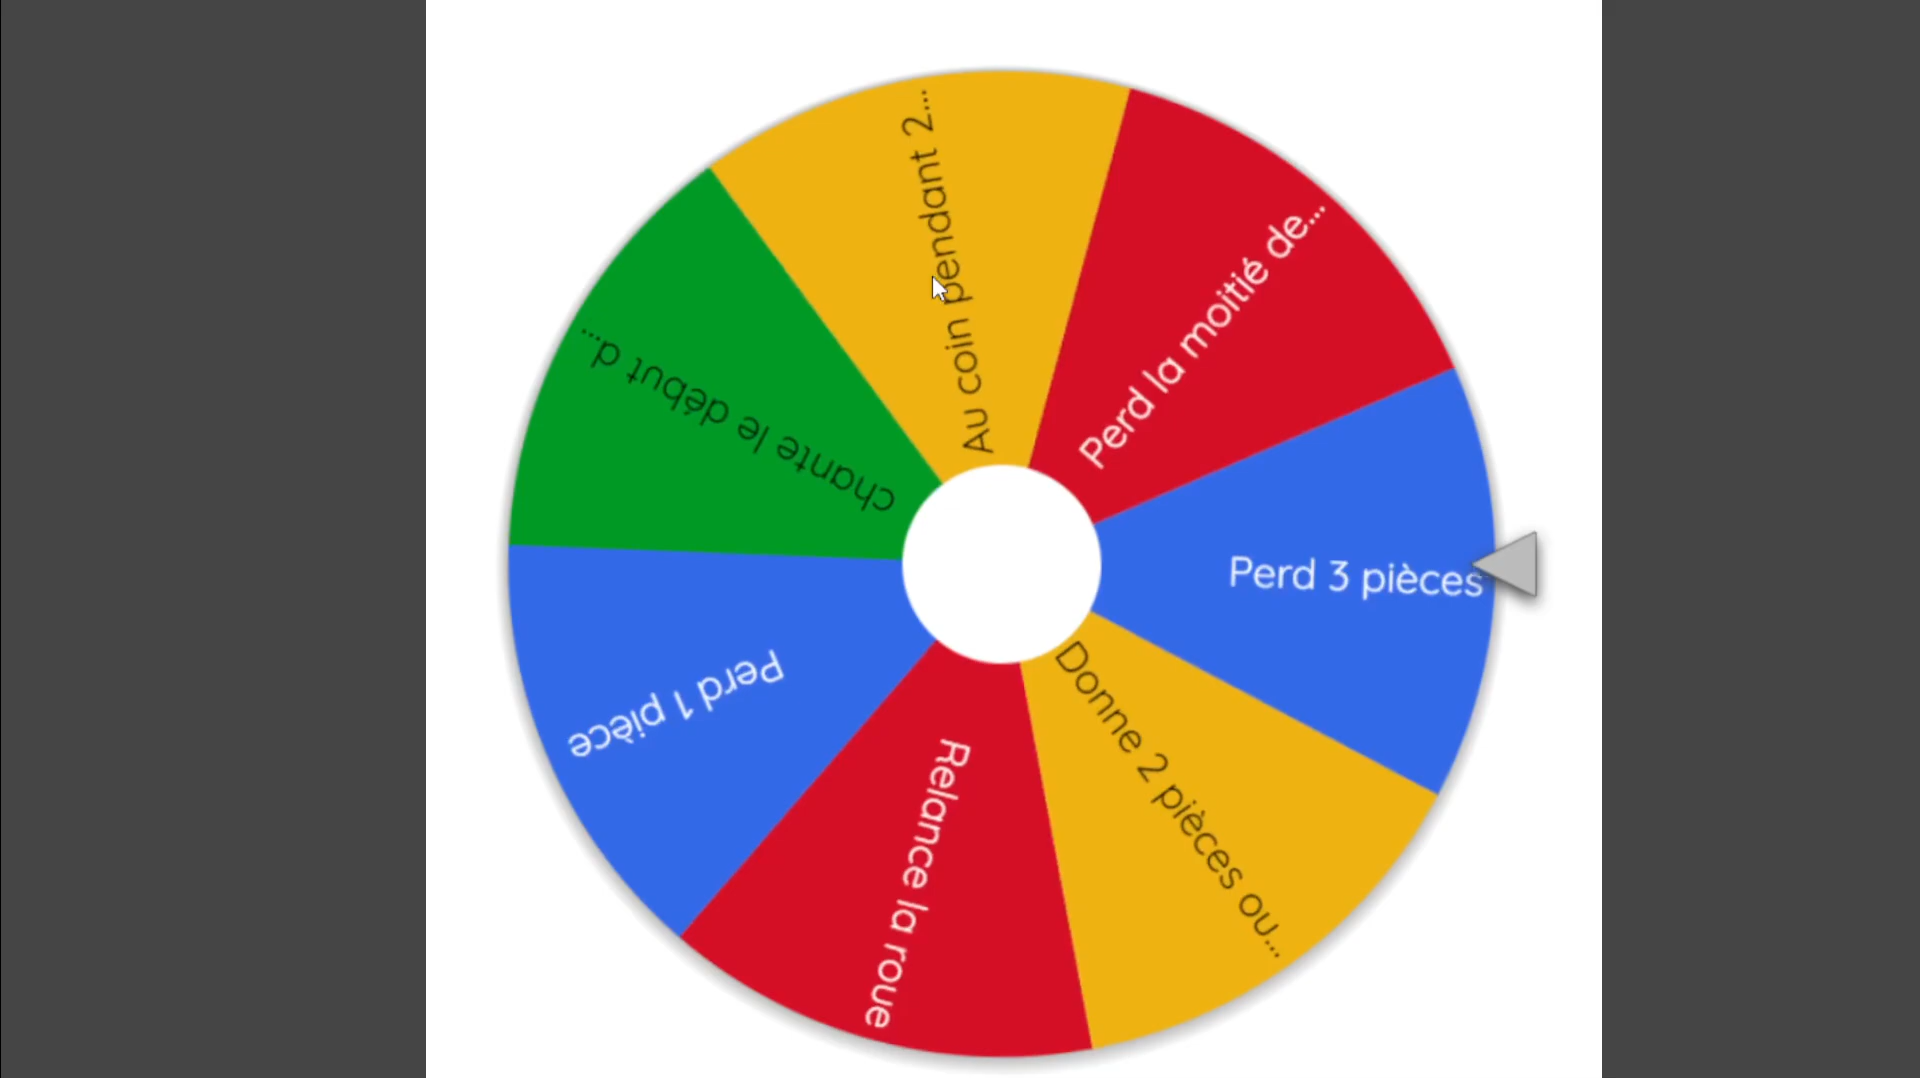 Au coin pendant 2...
Perd la moitié de...
Perd 3 pièces
Donne 2 pièces ou...
Relance la roue
Perd 1 pièce
chante le début d...